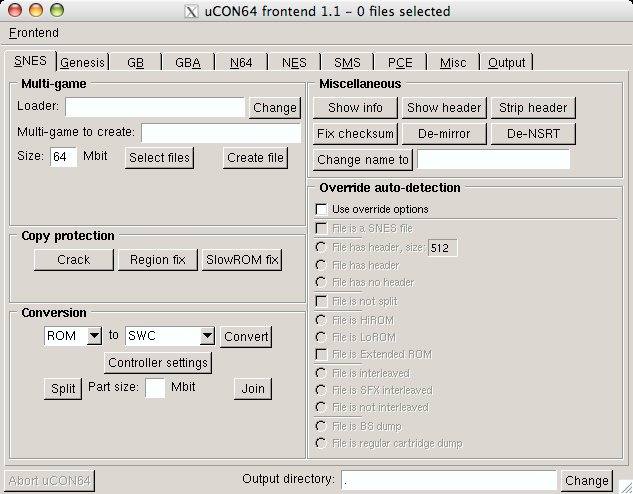 uCON64 frontend 1.1 – 0 files selected
Frontend
SNES Genesis GB GBA N64 NES SMS PCE Misc Output
Multi-game
Loader: Change
Multi-game to create:
Size: 64 Mbit Select files Create file
Copy protection
Crack Region fix SlowROM fix
Conversion
ROM to SWC Convert
Controller settings
Split Part size: Mbit Join
Miscellaneous
Show info Show header Strip header
Fix checksum De-mirror De-NSRT
Change name to
Override auto-detection
Use override options
File is a SNES file
File has header, size: 512
File has header
File has no header
File is not split
File is HiROM
File is LoROM
File is Extended ROM
File is interleaved
File is SFX interleaved
File is not interleaved
File is BS dump
File is regular cartridge dump
Abort uCON64 Output directory: . Change